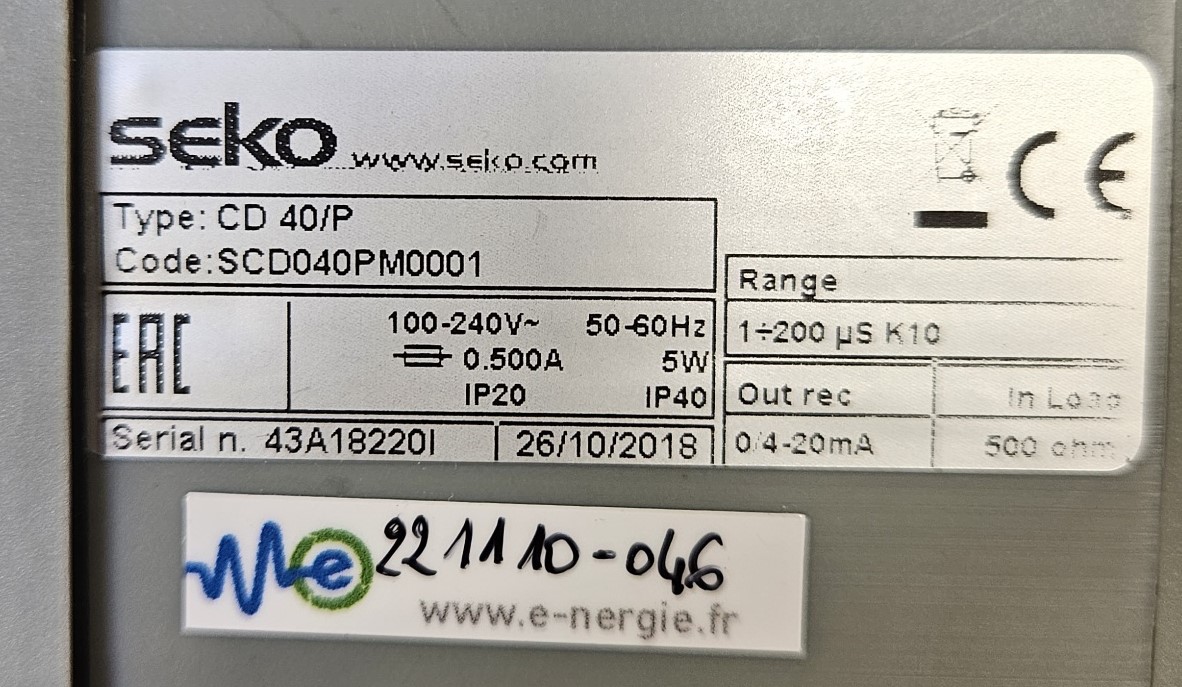 seko www.seko.com
CE
Type: CD 40/P
Code:SCD040PM0001
EAC
100-240V~ 50-60Hz
0.500A 5W
IP20 IP40
Serial n. 43A18220I 26/10/2018
Range
1÷200 µS K10
Out rec In Load
0/4-20mA 500 ohm
e 221110-046
www.e-nergie.fr